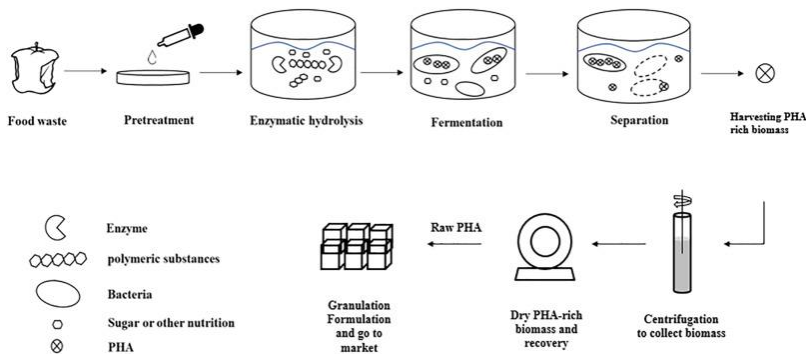 Food waste
Pretreatment
Enzymatic hydrolysis
Fermentation
Separation
Harvesting PHA
rich biomass
Enzyme
polymeric substances
Bacteria
Sugar or other nutrition
PHA
Granulation
Formulation
and go to
market
Raw PHA
Dry PHA-rich
biomass and
recovery
Centrifugation
to collect biomass